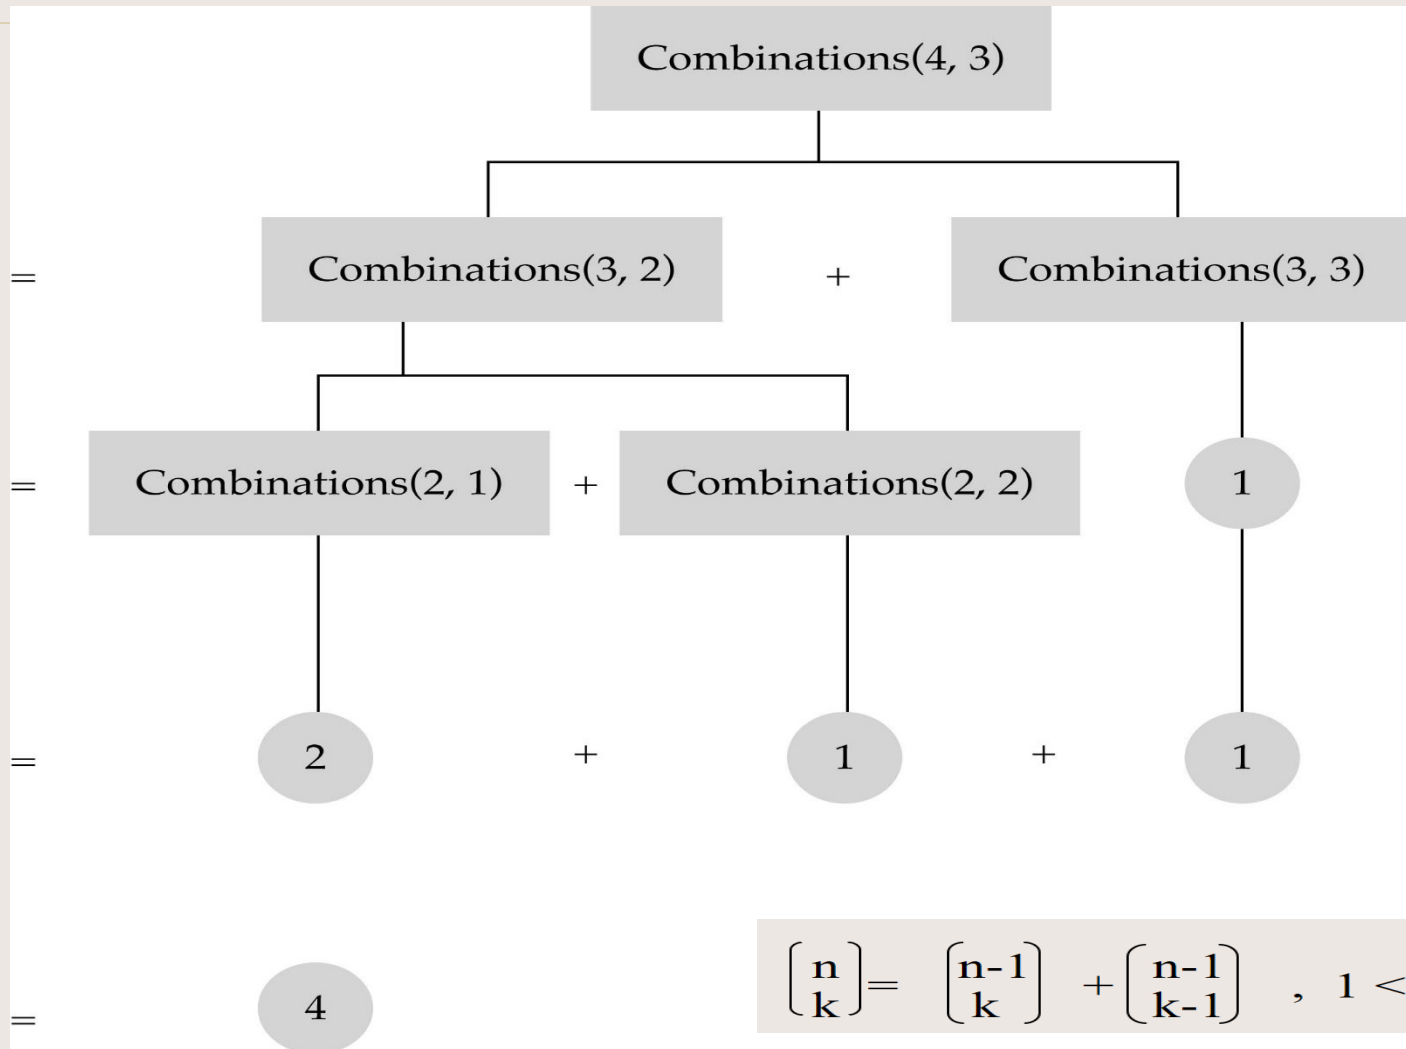 Combinations(4, 3)
= Combinations(3, 2) + Combinations(3, 3)
= Combinations(2, 1) + Combinations(2, 2) 1
= 2 + 1 + 1
= 4
(n k) = (n-1 k) + (n-1 k-1) , 1 <